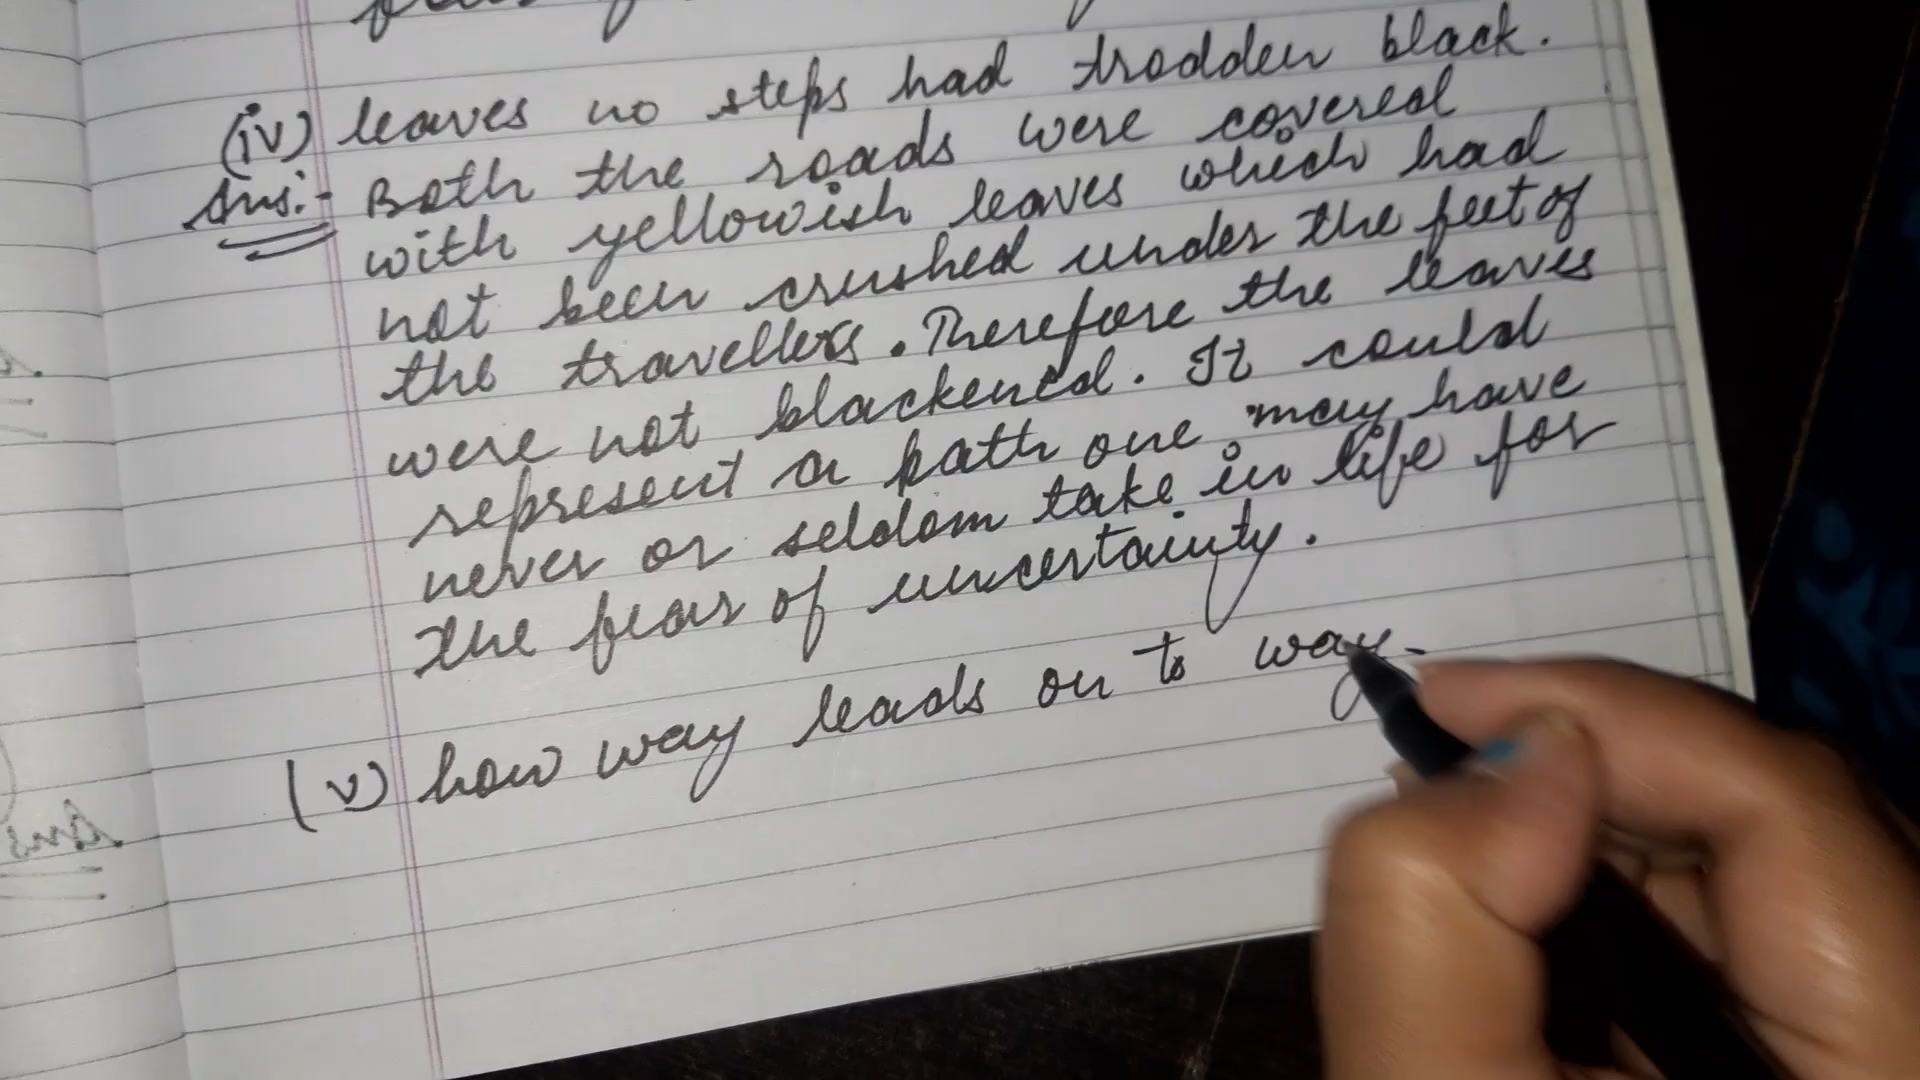 (iv) leaves no steps had trodden black.
Ans:- Both the roads were covered
with yellowish leaves which had
not been crushed under the feet of
the travellers. Therefore the leaves
were not blackened. It could
represent a path one may have
never or seldom take in life for
the fear of uncertainty.
(v) how way leads on to way.
Ans